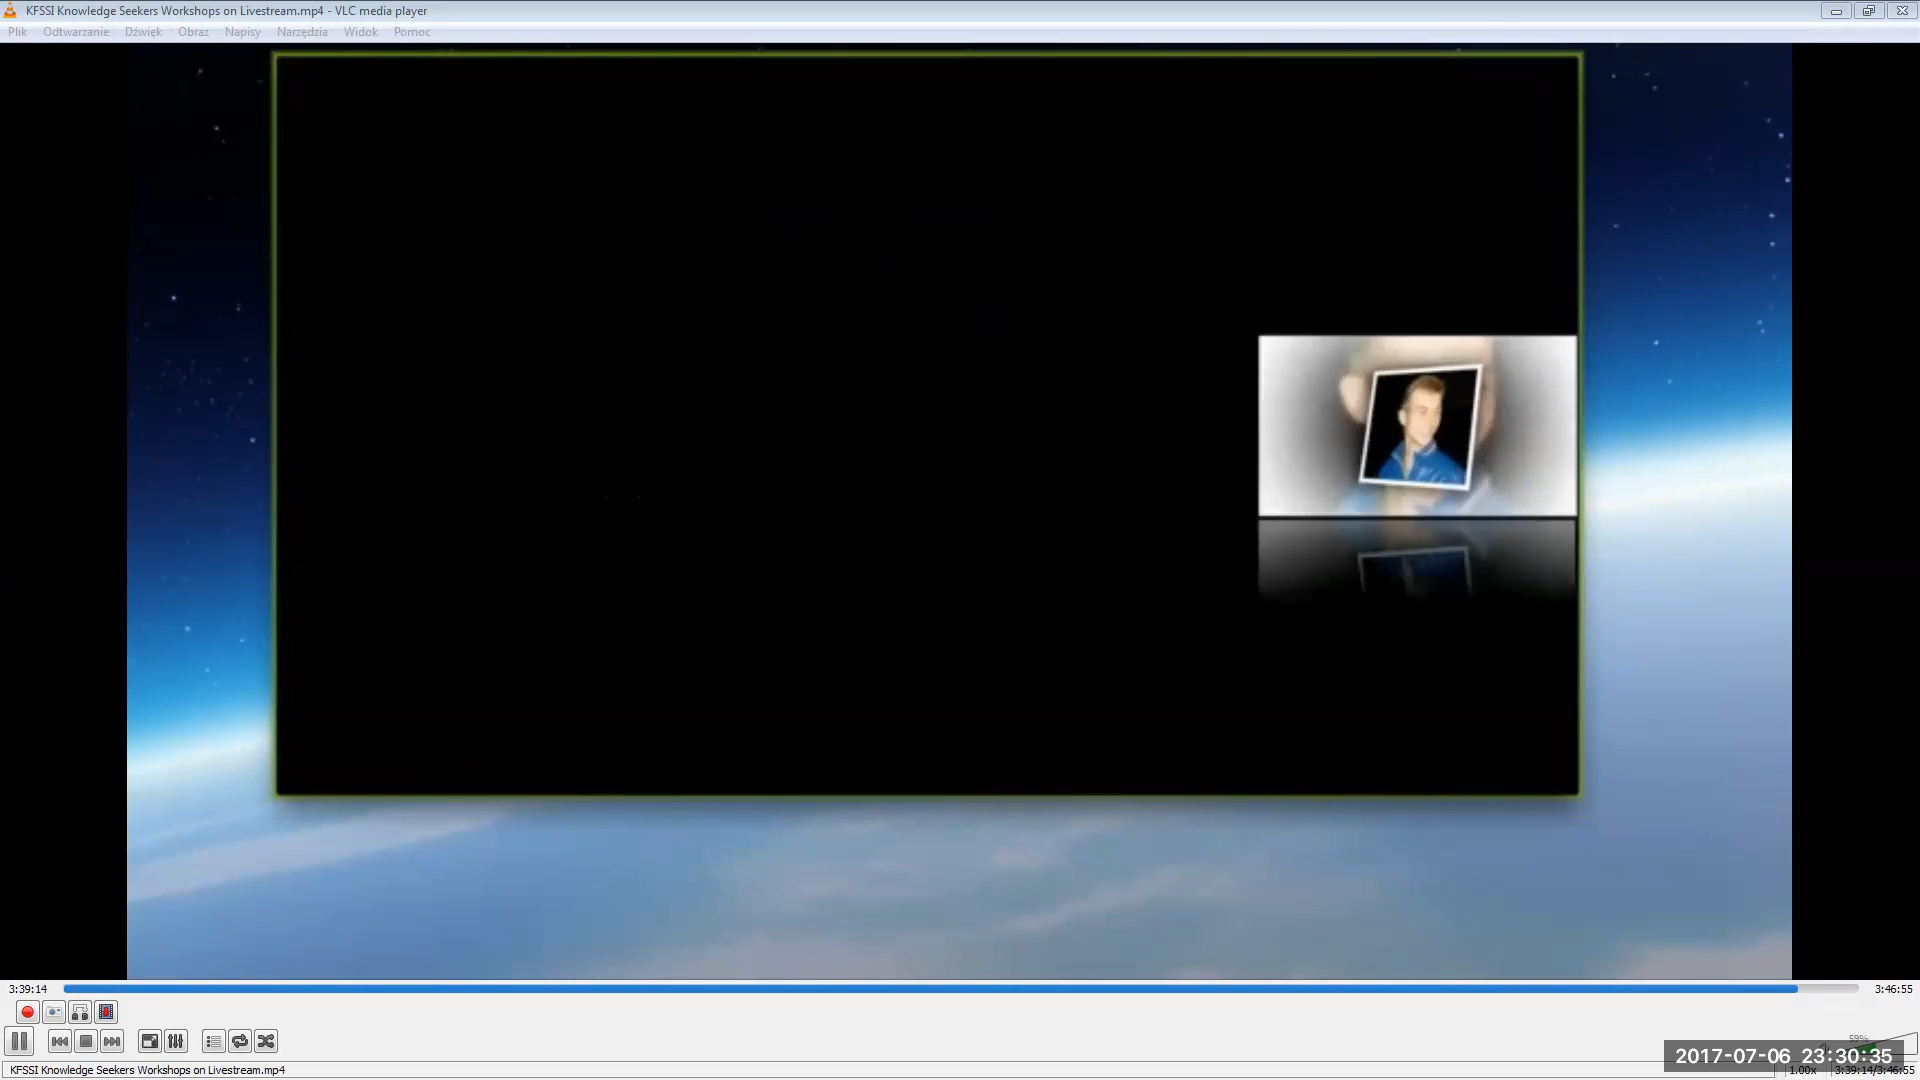 KFSSI Knowledge Seekers Workshops on Livestream.mp4 - VLC media player
Plik Odtwarzanie Dźwięk Obraz Napisy Narzędzia Widok Pomoc
3:39:14 3:46:55
59%
2017-07-06 23:30:35
KFSSI Knowledge Seekers Workshops on Livestream.mp4 1.00x 3:39:14/3:46:55